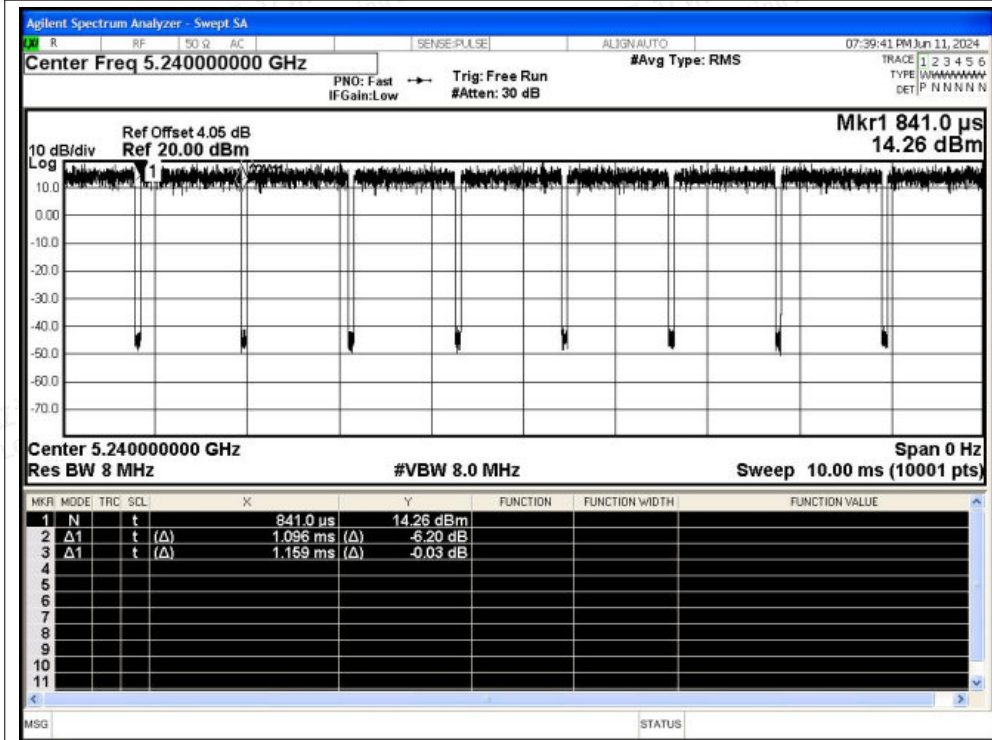 Agilent Spectrum Analyzer - Swept SA
LXI R RF 50 Ω AC SENSE:PULSE ALIGNAUTO 07:39:41 PM Jun 11, 2024
Center Freq 5.240000000 GHz #Avg Type: RMS TRACE 1 2 3 4 5 6
PNO: Fast Trig: Free Run TYPE
IFGain:Low #Atten: 30 dB DET P N N N N N
Mkr1 841.0 µs
Ref Offset 4.05 dB
10 dB/div Ref 20.00 dBm 14.26 dBm
Log
1
10.0
0.00
-10.0
-20.0
-30.0
-40.0
-50.0
-60.0
-70.0
Center 5.240000000 GHz Span 0 Hz
Res BW 8 MHz #VBW 8.0 MHz Sweep 10.00 ms (10001 pts)
MKR MODE TRC SCL X Y FUNCTION FUNCTION WIDTH FUNCTION VALUE
1 N t 841.0 µs 14.26 dBm
2 Δ1 t (Δ) 1.096 ms (Δ) -6.20 dB
3 Δ1 t (Δ) 1.159 ms (Δ) -0.03 dB
4
5
6
7
8
9
10
11
MSG STATUS